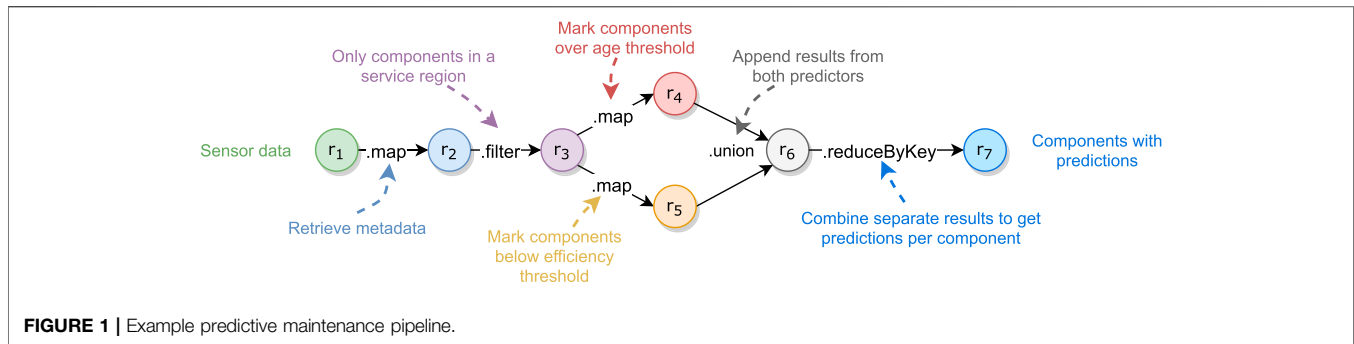 Mark components
over age threshold
Only components in a
service region
Append results from
both predictors
Sensor data
r1
.map
r2
.filter
r3
.map
r4
.map
r5
.union
r6
.reduceByKey
r7
Components with
predictions
Retrieve metadata
Mark components
below efficiency
threshold
Combine separate results to get
predictions per component
FIGURE 1 | Example predictive maintenance pipeline.